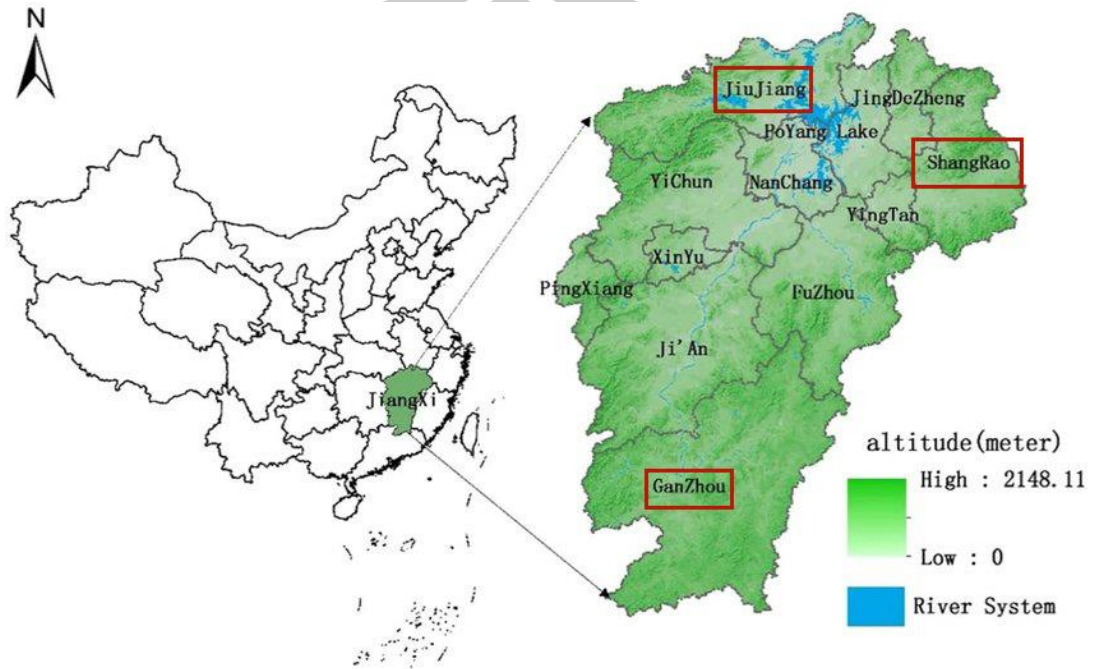 N
JiangXi
JiuJiang
JingDeZheng
PoYang Lake
ShangRao
YiChun
NanChang
YingTan
XinYu
PingXiang
FuZhou
Ji'An
GanZhou
altitude(meter)
High : 2148.11
Low : 0
River System